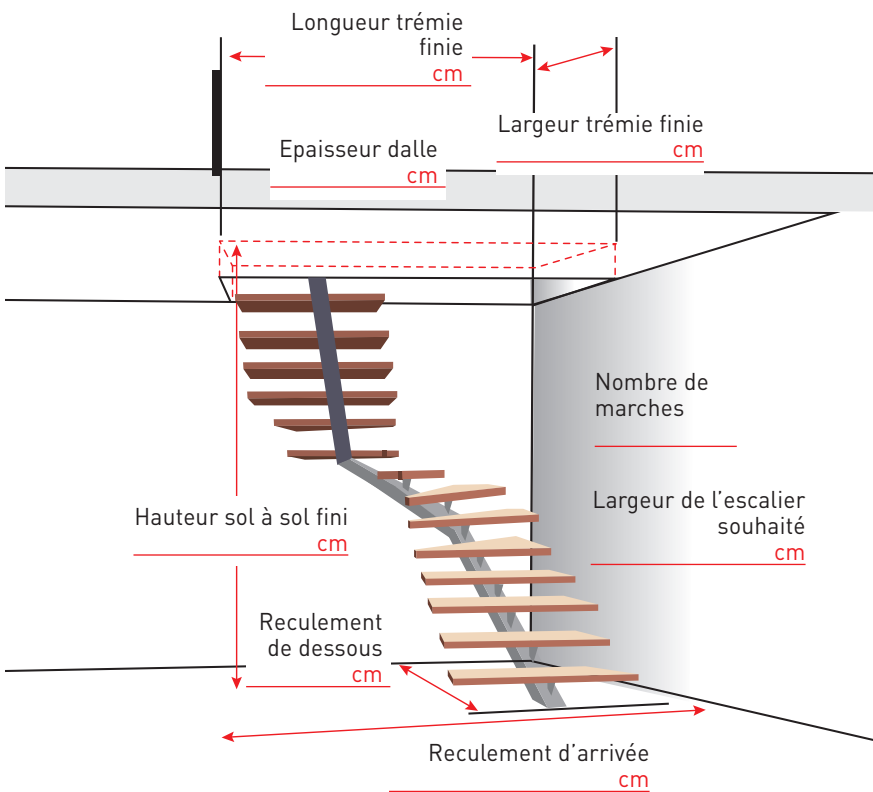 Longueur trémie
finie
cm
Largeur trémie finie
cm
Epaisseur dalle
cm
Nombre de
marches
Largeur de l’escalier
souhaité
cm
Hauteur sol à sol fini
cm
Reculement
de dessous
cm
Reculement d’arrivée
cm